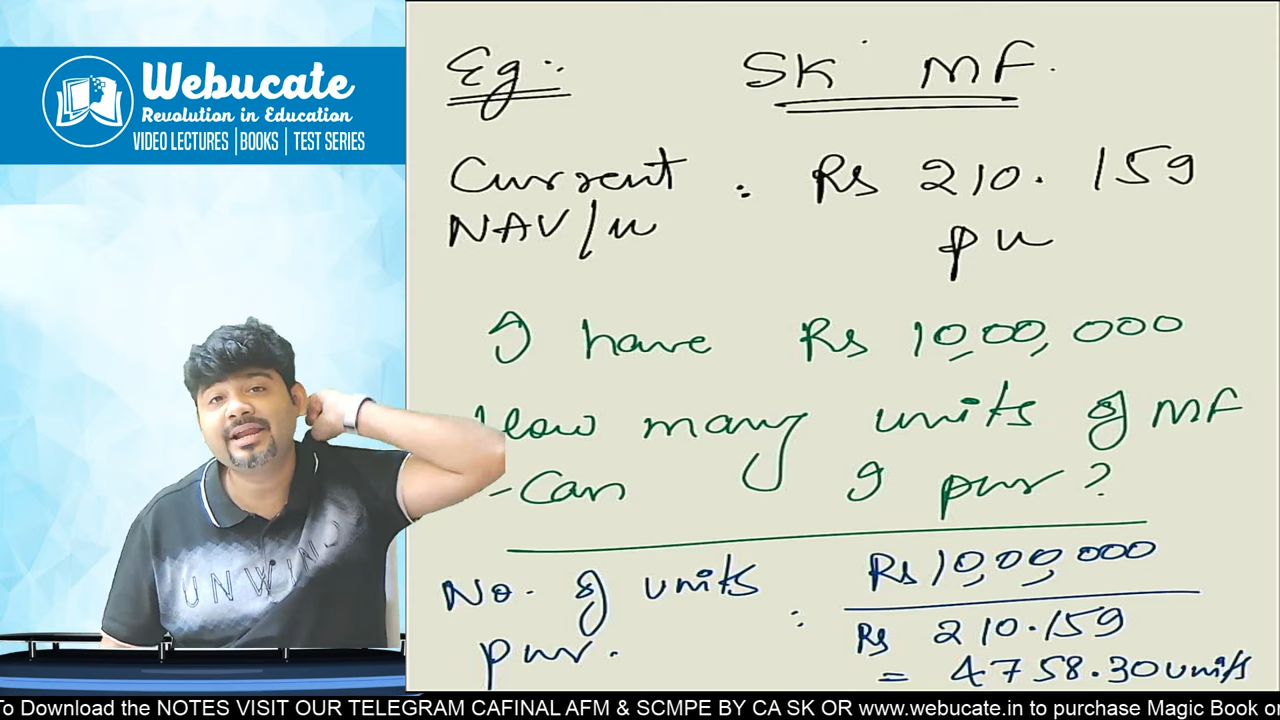 Webucate
Revolution in Education
VIDEO LECTURES | BOOKS | TEST SERIES
Eg:- SK MF.
Current : Rs 210.159
NAV/u pu
I have Rs 10,00,000
How many units of MF
Can I pur?
No. of units : Rs 10,00,000
pur. Rs 210.159
= 4758.30 units
UNWIND
To Download the NOTES VISIT OUR TELEGRAM CAFINAL AFM & SCMPE BY CA SK OR www.webucate.in to purchase Magic Book or